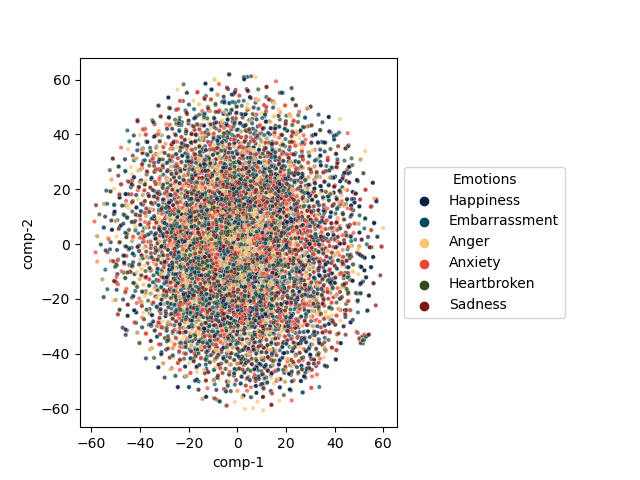 60
40
20
0
−20
−40
−60
comp-2
−60 −40 −20 0 20 40 60
comp-1
Emotions
Happiness
Embarrassment
Anger
Anxiety
Heartbroken
Sadness